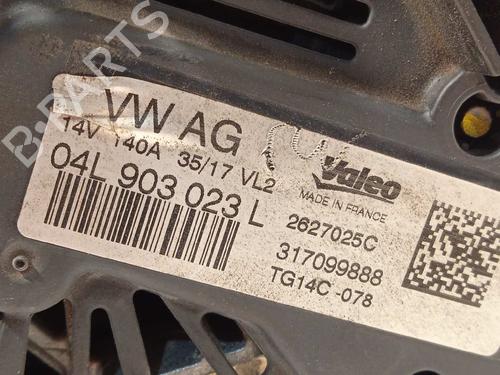 B-PARTS
VW AG
14V 140A 35/17 VL2
04L 903 023 L
Valeo
MADE IN FRANCE
2627025C
317099888
TG14C-078